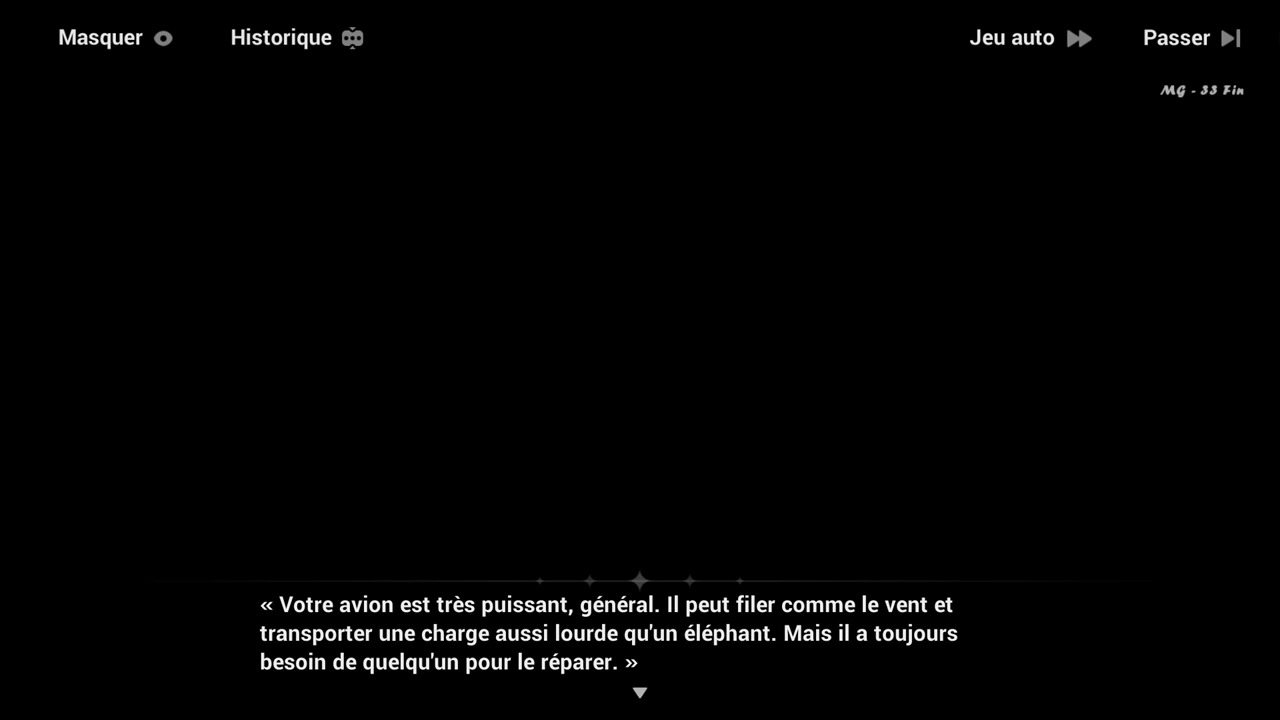 Masquer
Historique
Jeu auto
Passer
MG - 33 Fin
« Votre avion est très puissant, général. Il peut filer comme le vent et
transporter une charge aussi lourde qu'un éléphant. Mais il a toujours
besoin de quelqu'un pour le réparer. »